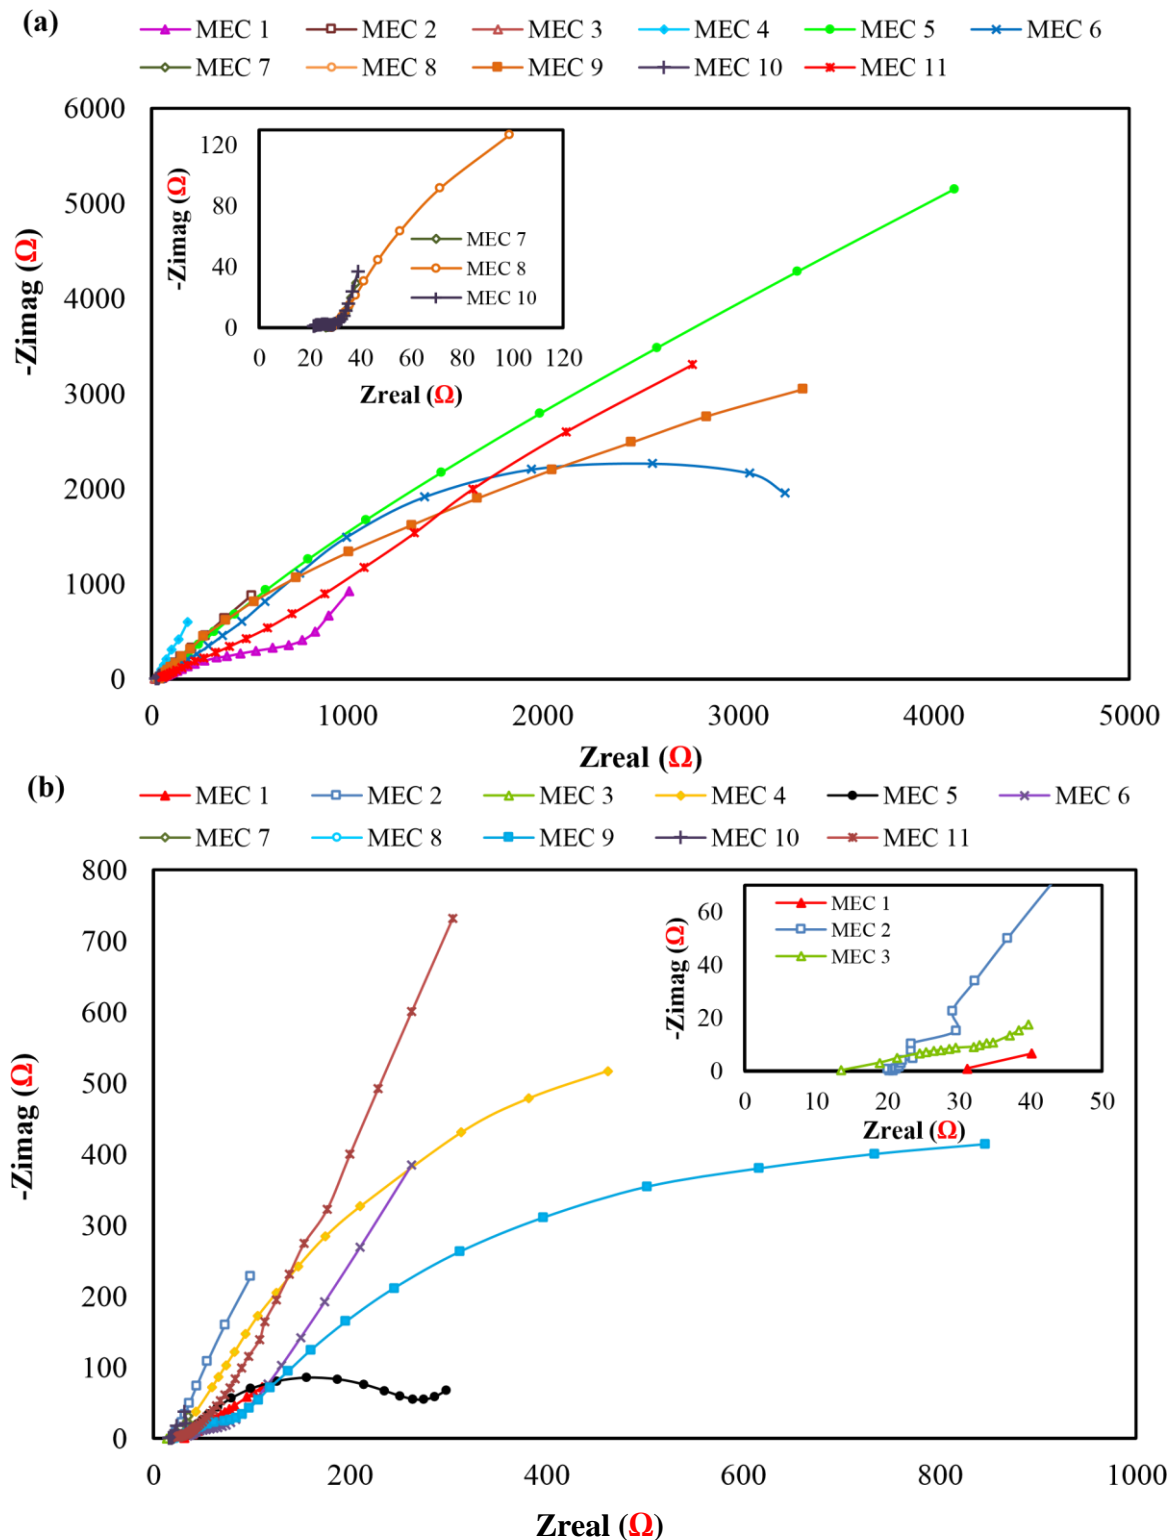 (a)
MEC 1 MEC 2 MEC 3 MEC 4 MEC 5 MEC 6
MEC 7 MEC 8 MEC 9 MEC 10 MEC 11
6000
5000
4000
3000
2000
1000
0
-Zimag (Ω)
120
80
40
0
-Zimag (Ω)
MEC 7
MEC 8
MEC 10
0 20 40 60 80 100 120
Zreal (Ω)
0 1000 2000 3000 4000 5000
Zreal (Ω)
(b)
MEC 1 MEC 2 MEC 3 MEC 4 MEC 5 MEC 6
MEC 7 MEC 8 MEC 9 MEC 10 MEC 11
800
700
600
500
400
300
200
100
0
-Zimag (Ω)
60
40
20
0
-Zimag (Ω)
MEC 1
MEC 2
MEC 3
0 10 20 30 40 50
Zreal (Ω)
0 200 400 600 800 1000
Zreal (Ω)